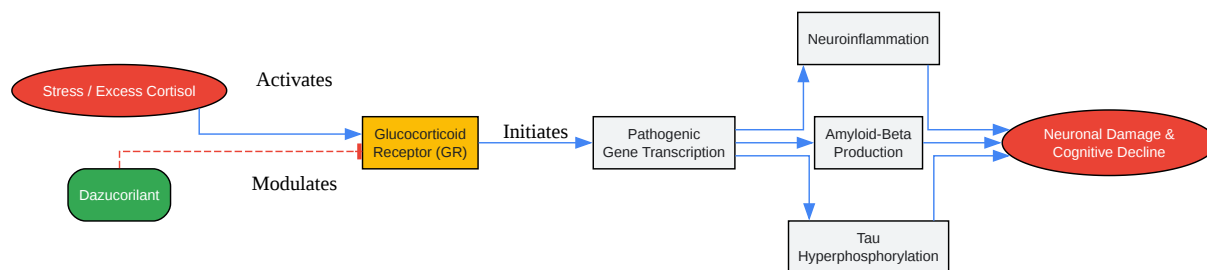 Neuroinflammation
Activates
Stress / Excess Cortisol
Glucocorticoid
Receptor (GR)
Initiates
Pathogenic
Gene Transcription
Amyloid-Beta
Production
Neuronal Damage &
Cognitive Decline
Modulates
Dazucorilant
Tau
Hyperphosphorylation